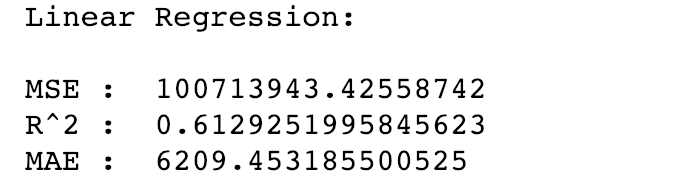 Linear Regression:
MSE :  100713943.42558742
R^2 :  0.6129251995845623
MAE :  6209.453185500525